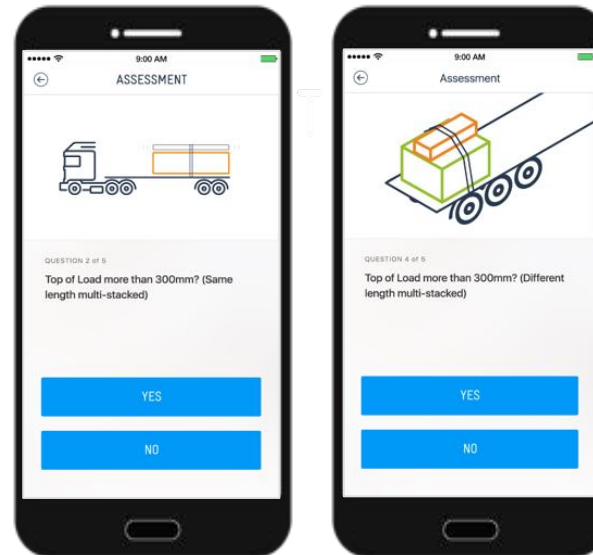 9:00 AM
ASSESSMENT
QUESTION 2 of 5
Top of Load more than 300mm? (Same
length multi-stacked)
YES
NO
T
9:00 AM
Assessment
QUESTION 4 of 5
Top of Load more than 300mm? (Different
length multi-stacked)
YES
NO